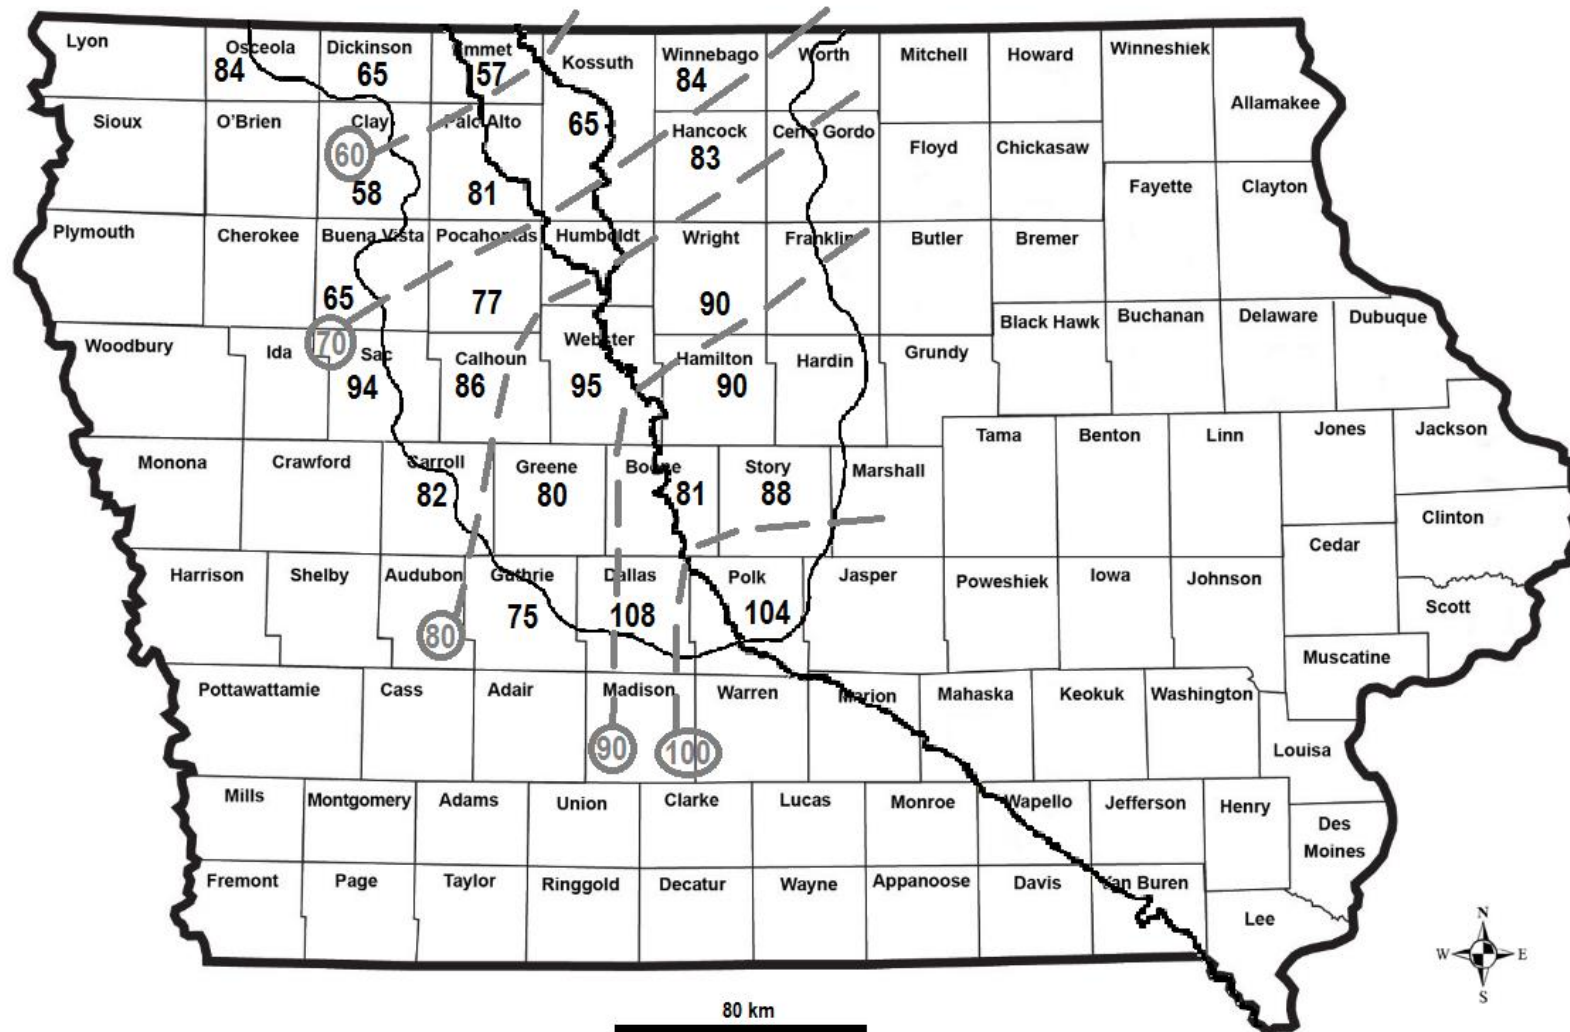 Lyon
Osceola
Dickinson
Emmet
Kossuth
Winnebago
Worth
Mitchell
Howard
Winneshiek
Allamakee
84
65
57
84
Sioux
O'Brien
Clay
Palo Alto
65
Hancock
Cerro Gordo
Floyd
Chickasaw
60
83
58
81
Fayette
Clayton
Plymouth
Cherokee
Buena Vista
Pocahontas
Humboldt
Wright
Franklin
Butler
Bremer
65
77
90
Black Hawk
Buchanan
Delaware
Dubuque
Woodbury
Ida
70
Sac
Calhoun
Webster
Hamilton
Hardin
Grundy
94
86
95
90
Monona
Crawford
Carroll
Greene
Boone
Story
Marshall
Tama
Benton
Linn
Jones
Jackson
82
80
81
88
Clinton
Cedar
Harrison
Shelby
Audubon
Guthrie
Dallas
Polk
Jasper
Poweshiek
Iowa
Johnson
Scott
80
75
108
104
Muscatine
Pottawattamie
Cass
Adair
Madison
Warren
Marion
Mahaska
Keokuk
Washington
90
100
Louisa
Mills
Montgomery
Adams
Union
Clarke
Lucas
Monroe
Wapello
Jefferson
Henry
Des
Moines
Fremont
Page
Taylor
Ringgold
Decatur
Wayne
Appanoose
Davis
Van Buren
Lee
N
W
E
S
80 km